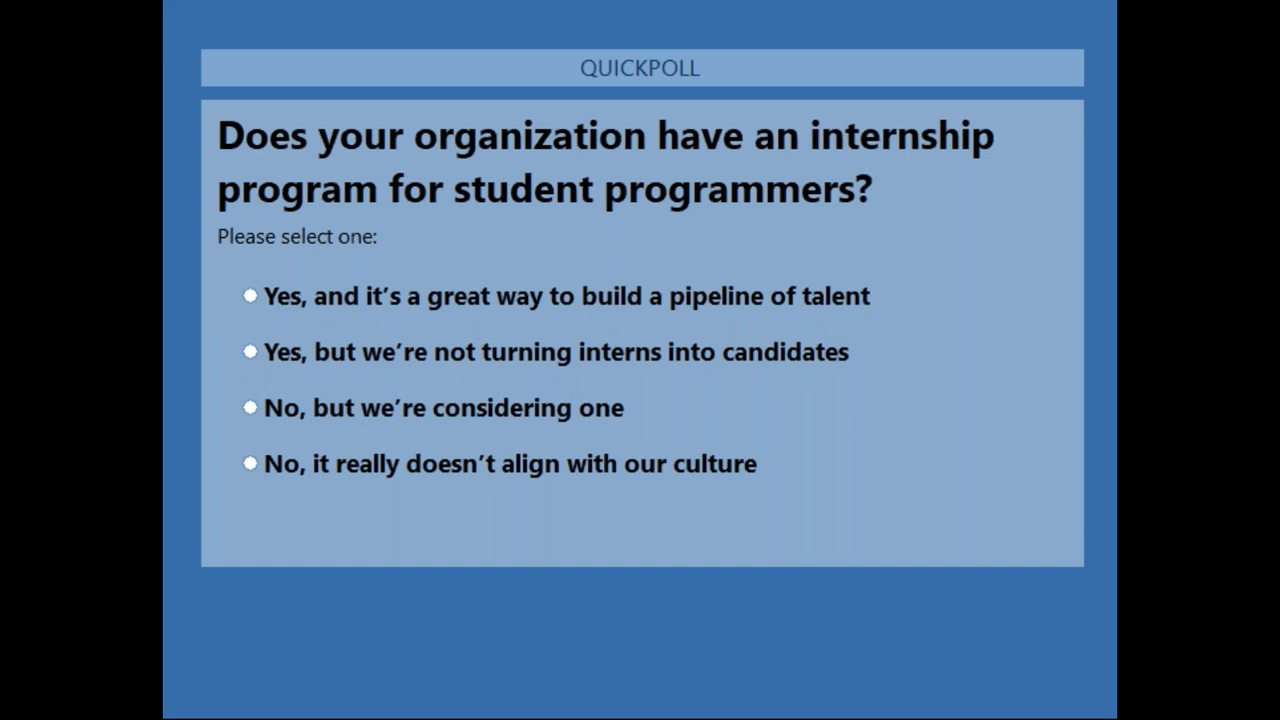 QUICKPOLL
Does your organization have an internship
program for student programmers?
Please select one:
Yes, and it’s a great way to build a pipeline of talent
Yes, but we’re not turning interns into candidates
No, but we’re considering one
No, it really doesn’t align with our culture